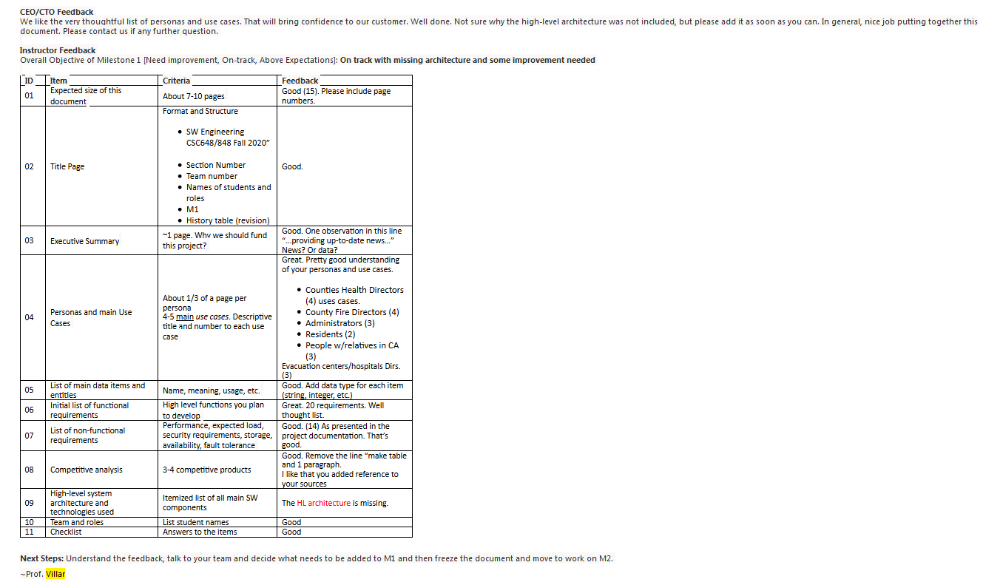 CEO/CTO Feedback
We like the very thoughtful list of personas and use cases. That will bring confidence to our customer. Well done. Not sure why the high-level architecture was not included, but please add it as soon as you can. In general, nice job putting together this
document. Please contact us if any further question.
Instructor Feedback
Overall Objective of Milestone 1 [Need improvement, On-track, Above Expectations]: On track with missing architecture and some improvement needed
ID Item Criteria Feedback
01
Expected size of this
document
About 7-10 pages
Good (15). Please include page
numbers.
02
Title Page
Format and Structure
• SW Engineering
CSC648/848 Fall 2020”
• Section Number
• Team number
• Names of students and
roles
• M1
• History table (revision)
Good.
03
Executive Summary
~1 page. Why we should fund
this project?
Good. One observation in this line
“…providing up-to-date news…”
News? Or data?
04
Personas and main Use
Cases
About 1/3 of a page per
persona
4-5 main use cases. Descriptive
title and number to each use
case
Great. Pretty good understanding
of your personas and use cases.
• Counties Health Directors
(4) uses cases.
• County Fire Directors (4)
• Administrators (3)
• Residents (2)
• People w/relatives in CA
(3)
Evacuation centers/hospitals Dirs.
(3)
05
List of main data items and
entities
Name, meaning, usage, etc.
Good. Add data type for each item
(string, integer, etc.)
06
Initial list of functional
requirements
High level functions you plan
to develop
Great. 20 requirements. Well
thought list.
07
List of non-functional
requirements
Performance, expected load,
security requirements, storage,
availability, fault tolerance
Good. (14) As presented in the
project documentation. That’s
good.
08
Competitive analysis
3-4 competitive products
Good. Remove the line “make table
and 1 paragraph.
I like that you added reference to
your sources
09
High-level system
architecture and
technologies used
Itemized list of all main SW
components
The HL architecture is missing.
10 Team and roles List student names Good
11 Checklist Answers to the items Good
Next Steps: Understand the feedback, talk to your team and decide what needs to be added to M1 and then freeze the document and move to work on M2.
~Prof. Villar